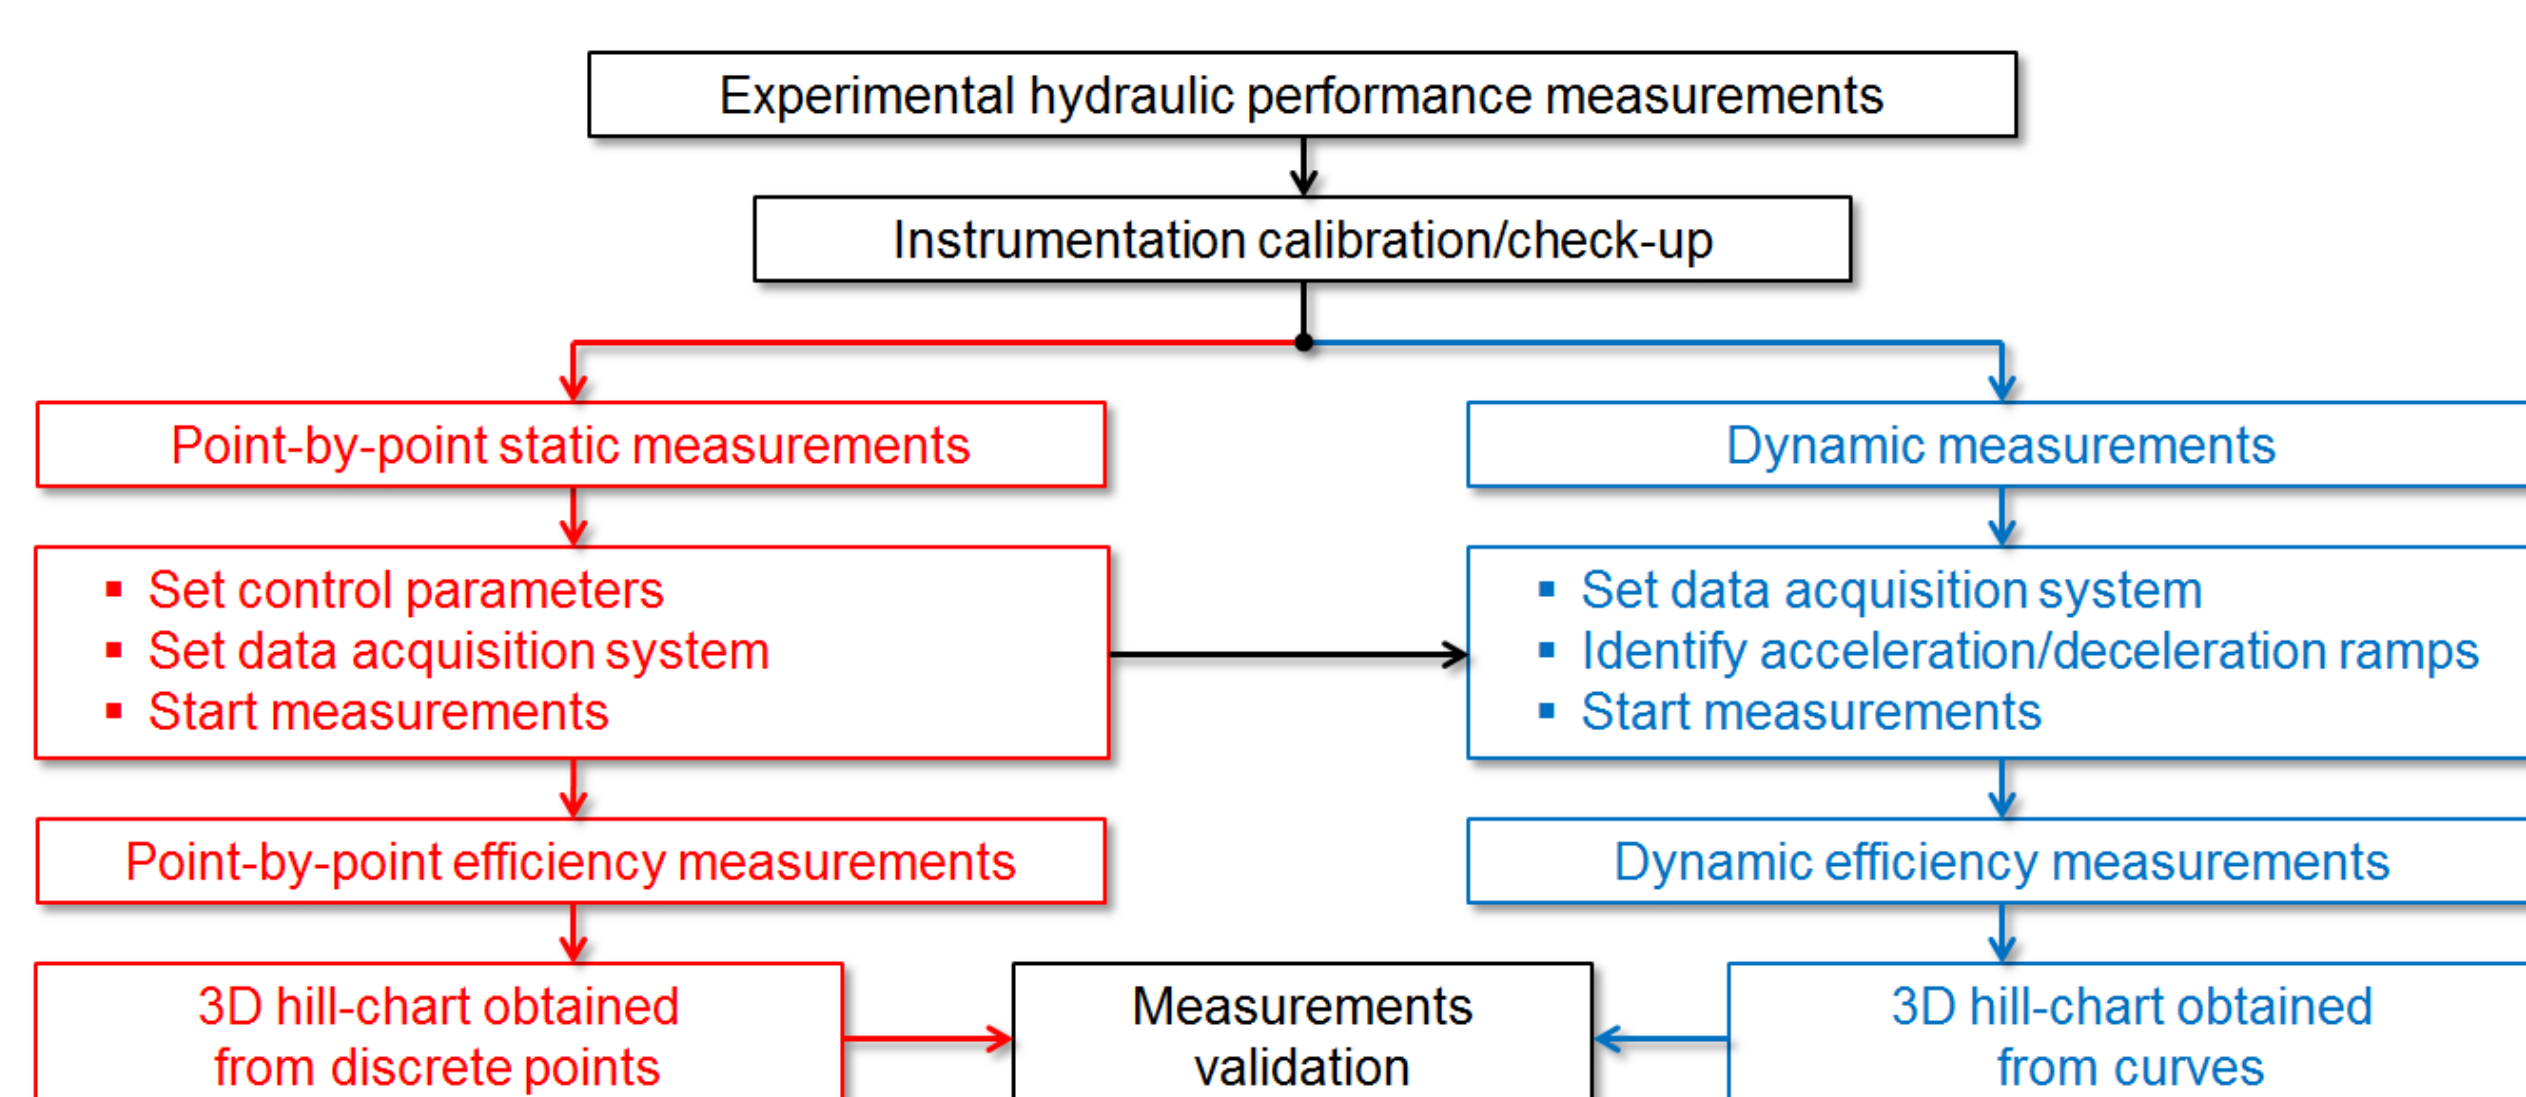 Experimental hydraulic performance measurements
Instrumentation calibration/check-up
Point-by-point static measurements
Dynamic measurements
▪ Set control parameters
▪ Set data acquisition system
▪ Start measurements
▪ Set data acquisition system
▪ Identify acceleration/deceleration ramps
▪ Start measurements
Point-by-point efficiency measurements
Dynamic efficiency measurements
3D hill-chart obtained
from discrete points
Measurements
validation
3D hill-chart obtained
from curves